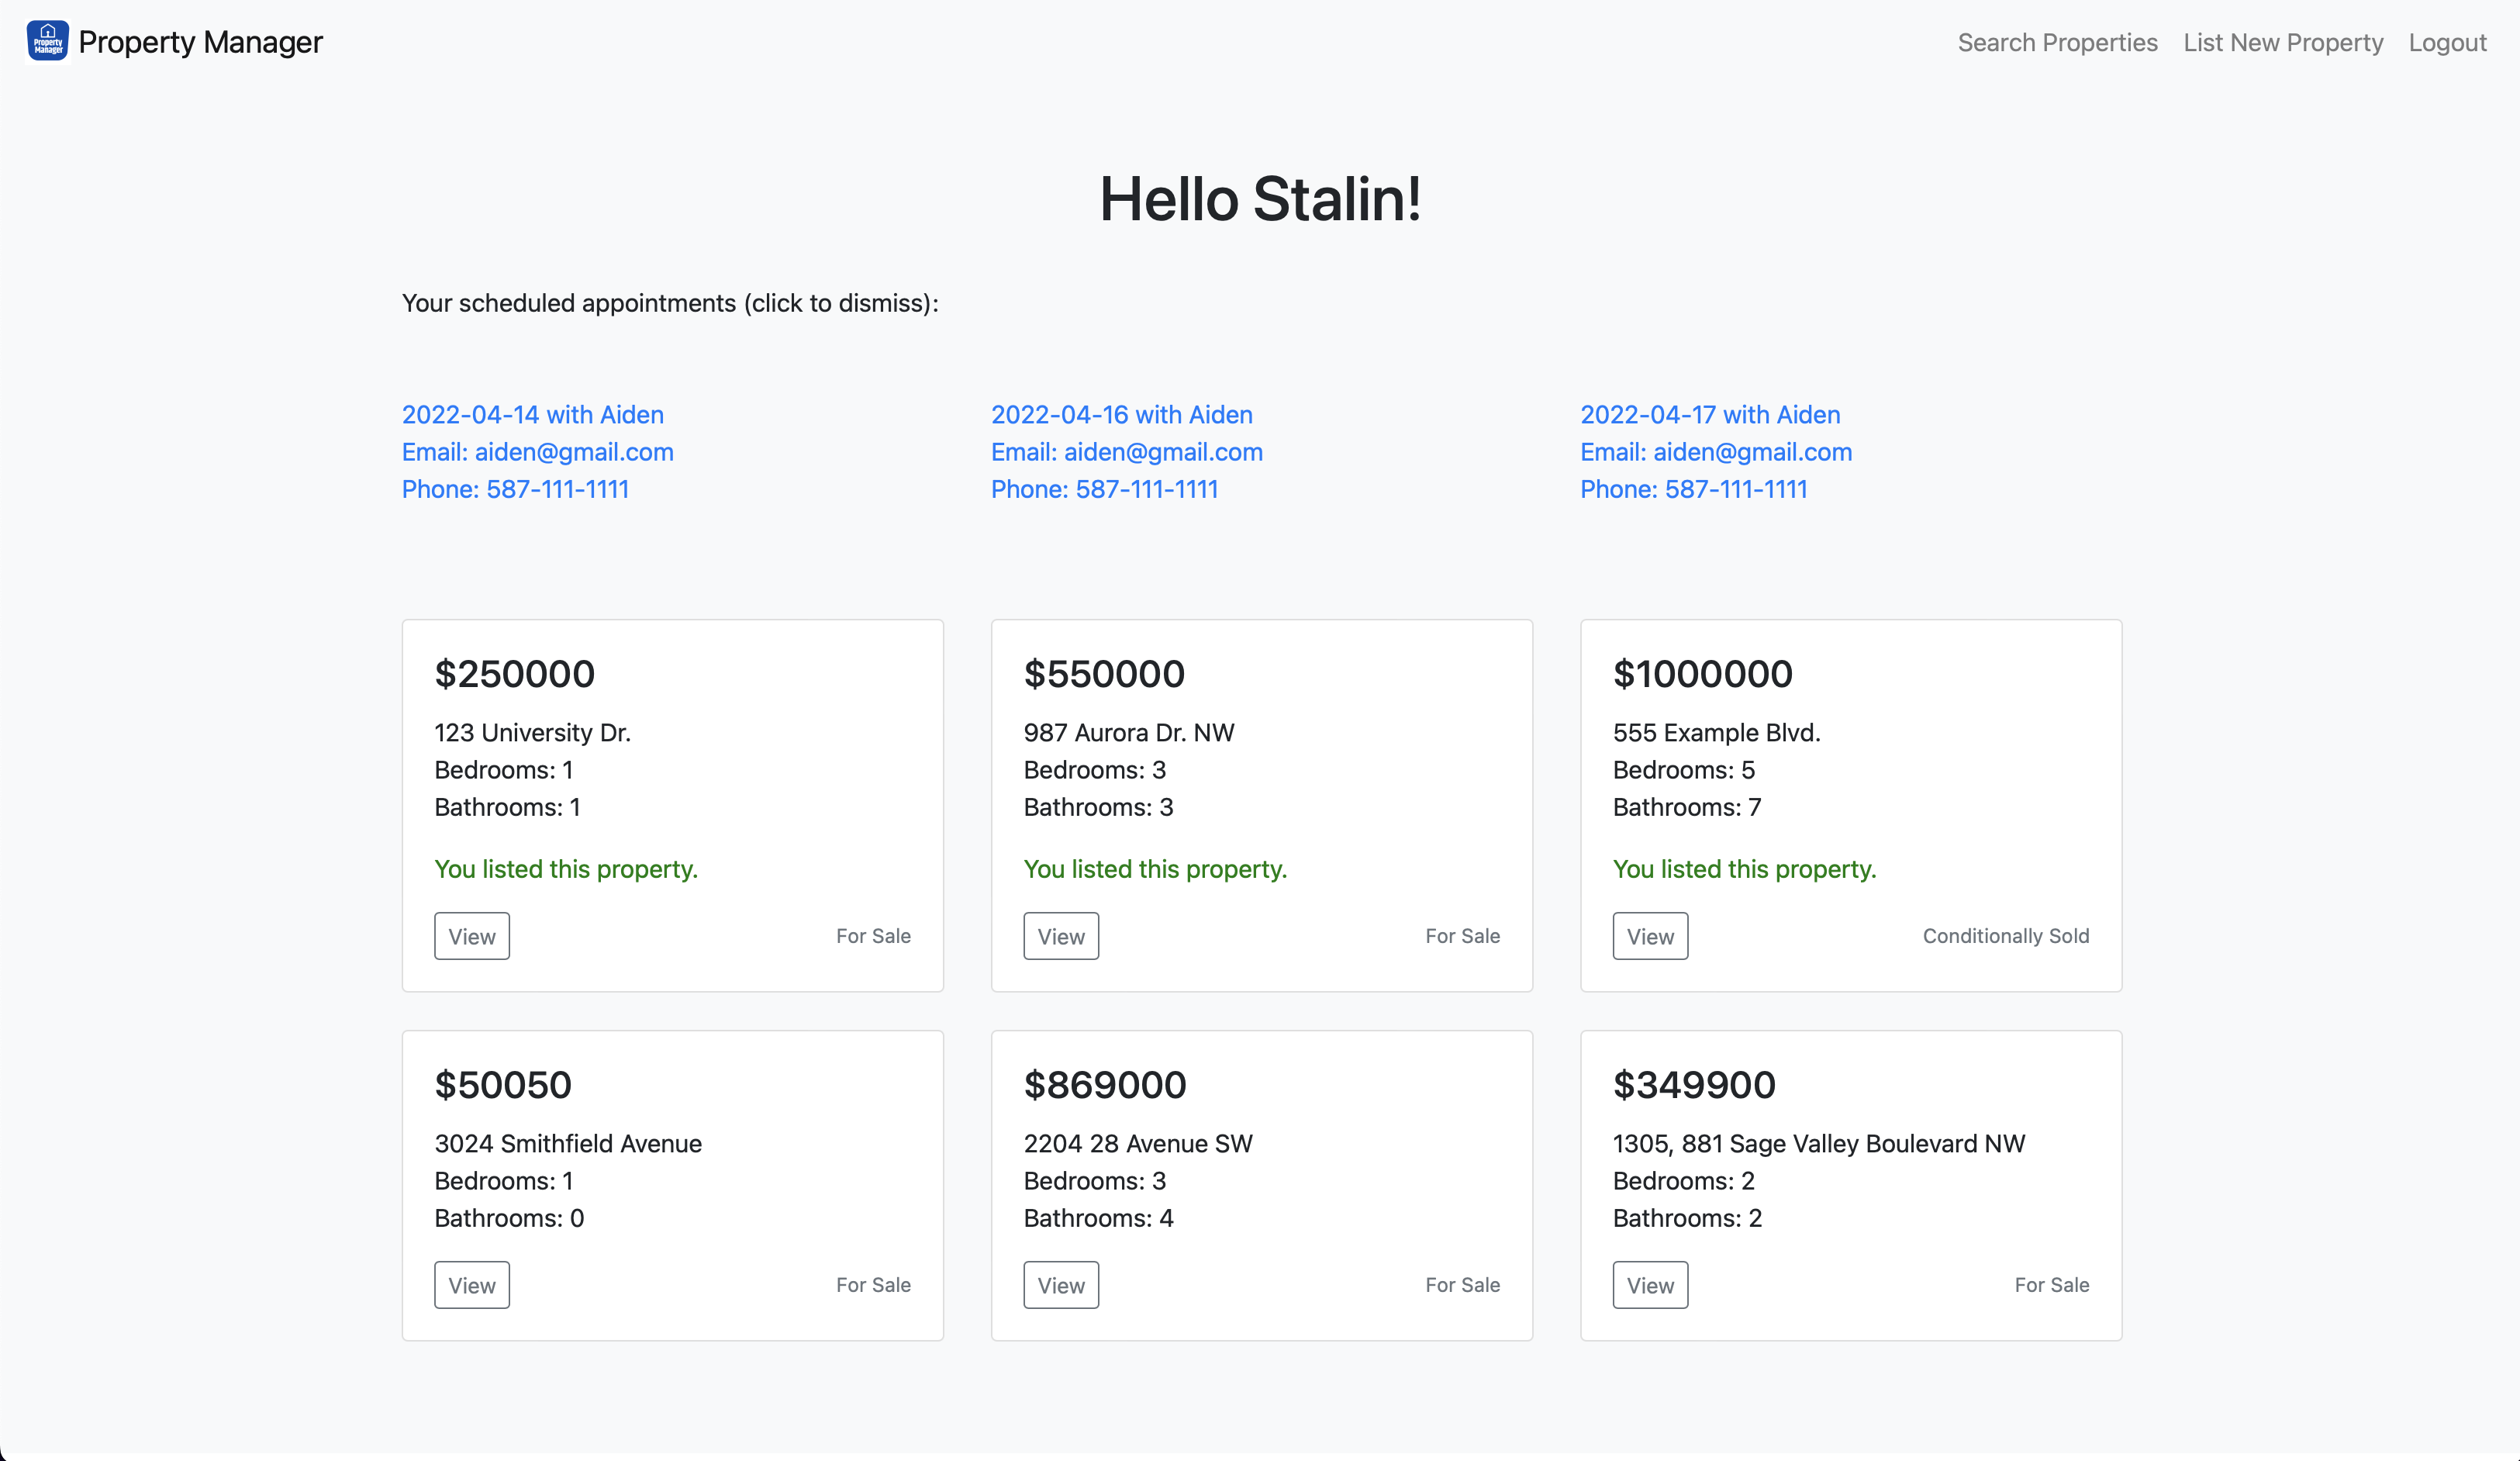 Property Manager
Property Manager
Search Properties List New Property Logout
Hello Stalin!
Your scheduled appointments (click to dismiss):
2022-04-14 with Aiden
Email: aiden@gmail.com
Phone: 587-111-1111
2022-04-16 with Aiden
Email: aiden@gmail.com
Phone: 587-111-1111
2022-04-17 with Aiden
Email: aiden@gmail.com
Phone: 587-111-1111
$250000
123 University Dr.
Bedrooms: 1
Bathrooms: 1
You listed this property.
View For Sale
$550000
987 Aurora Dr. NW
Bedrooms: 3
Bathrooms: 3
You listed this property.
View For Sale
$1000000
555 Example Blvd.
Bedrooms: 5
Bathrooms: 7
You listed this property.
View Conditionally Sold
$50050
3024 Smithfield Avenue
Bedrooms: 1
Bathrooms: 0
View For Sale
$869000
2204 28 Avenue SW
Bedrooms: 3
Bathrooms: 4
View For Sale
$349900
1305, 881 Sage Valley Boulevard NW
Bedrooms: 2
Bathrooms: 2
View For Sale